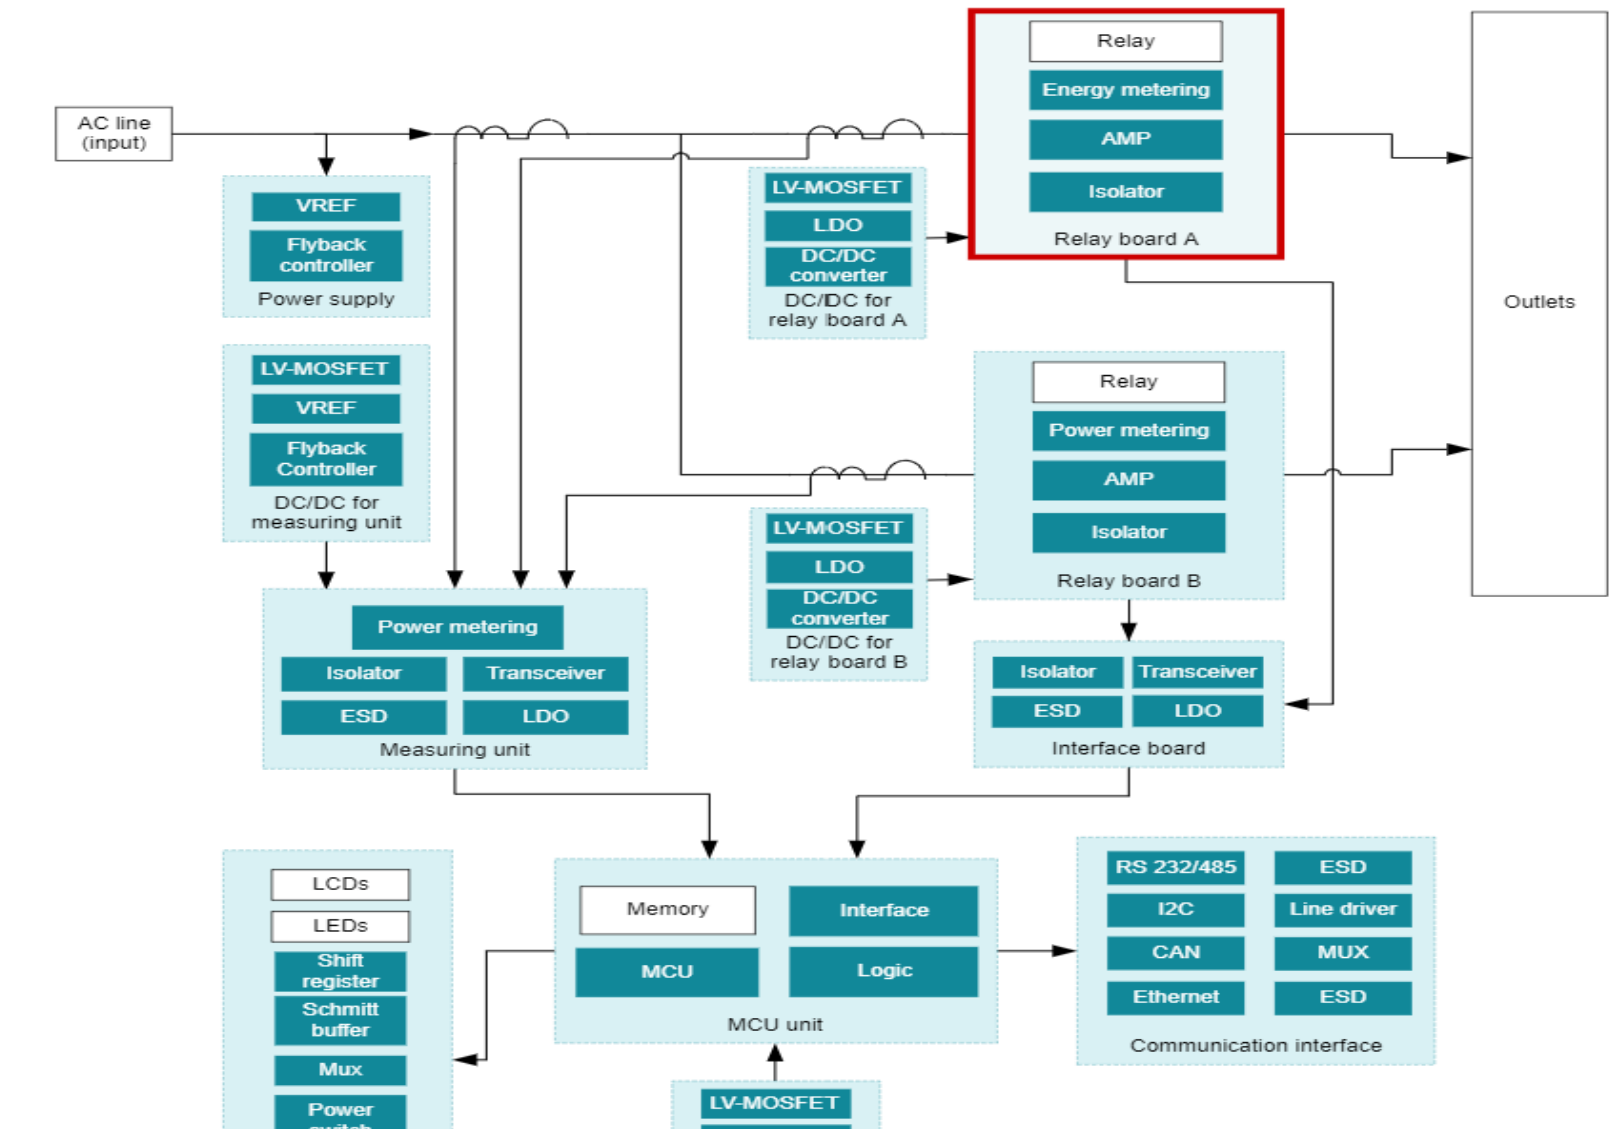 AC line
(input)
VREF
Flyback
controller
Power supply
LV-MOSFET
VREF
Flyback
Controller
DC/DC for
measuring unit
LV-MOSFET
LDO
DC/DC
converter
DC/DC for
relay board A
Relay
Energy metering
AMP
Isolator
Relay board A
Outlets
LV-MOSFET
LDO
DC/DC
converter
DC/DC for
relay board B
Relay
Power metering
AMP
Isolator
Relay board B
Power metering
Isolator
Transceiver
ESD
LDO
Measuring unit
Isolator
Transceiver
ESD
LDO
Interface board
LCDs
LEDs
Shift
register
Schmitt
buffer
Mux
Power
switch
Memory
Interface
MCU
Logic
MCU unit
LV-MOSFET
RS 232/485
ESD
I2C
Line driver
CAN
MUX
Ethernet
ESD
Communication interface